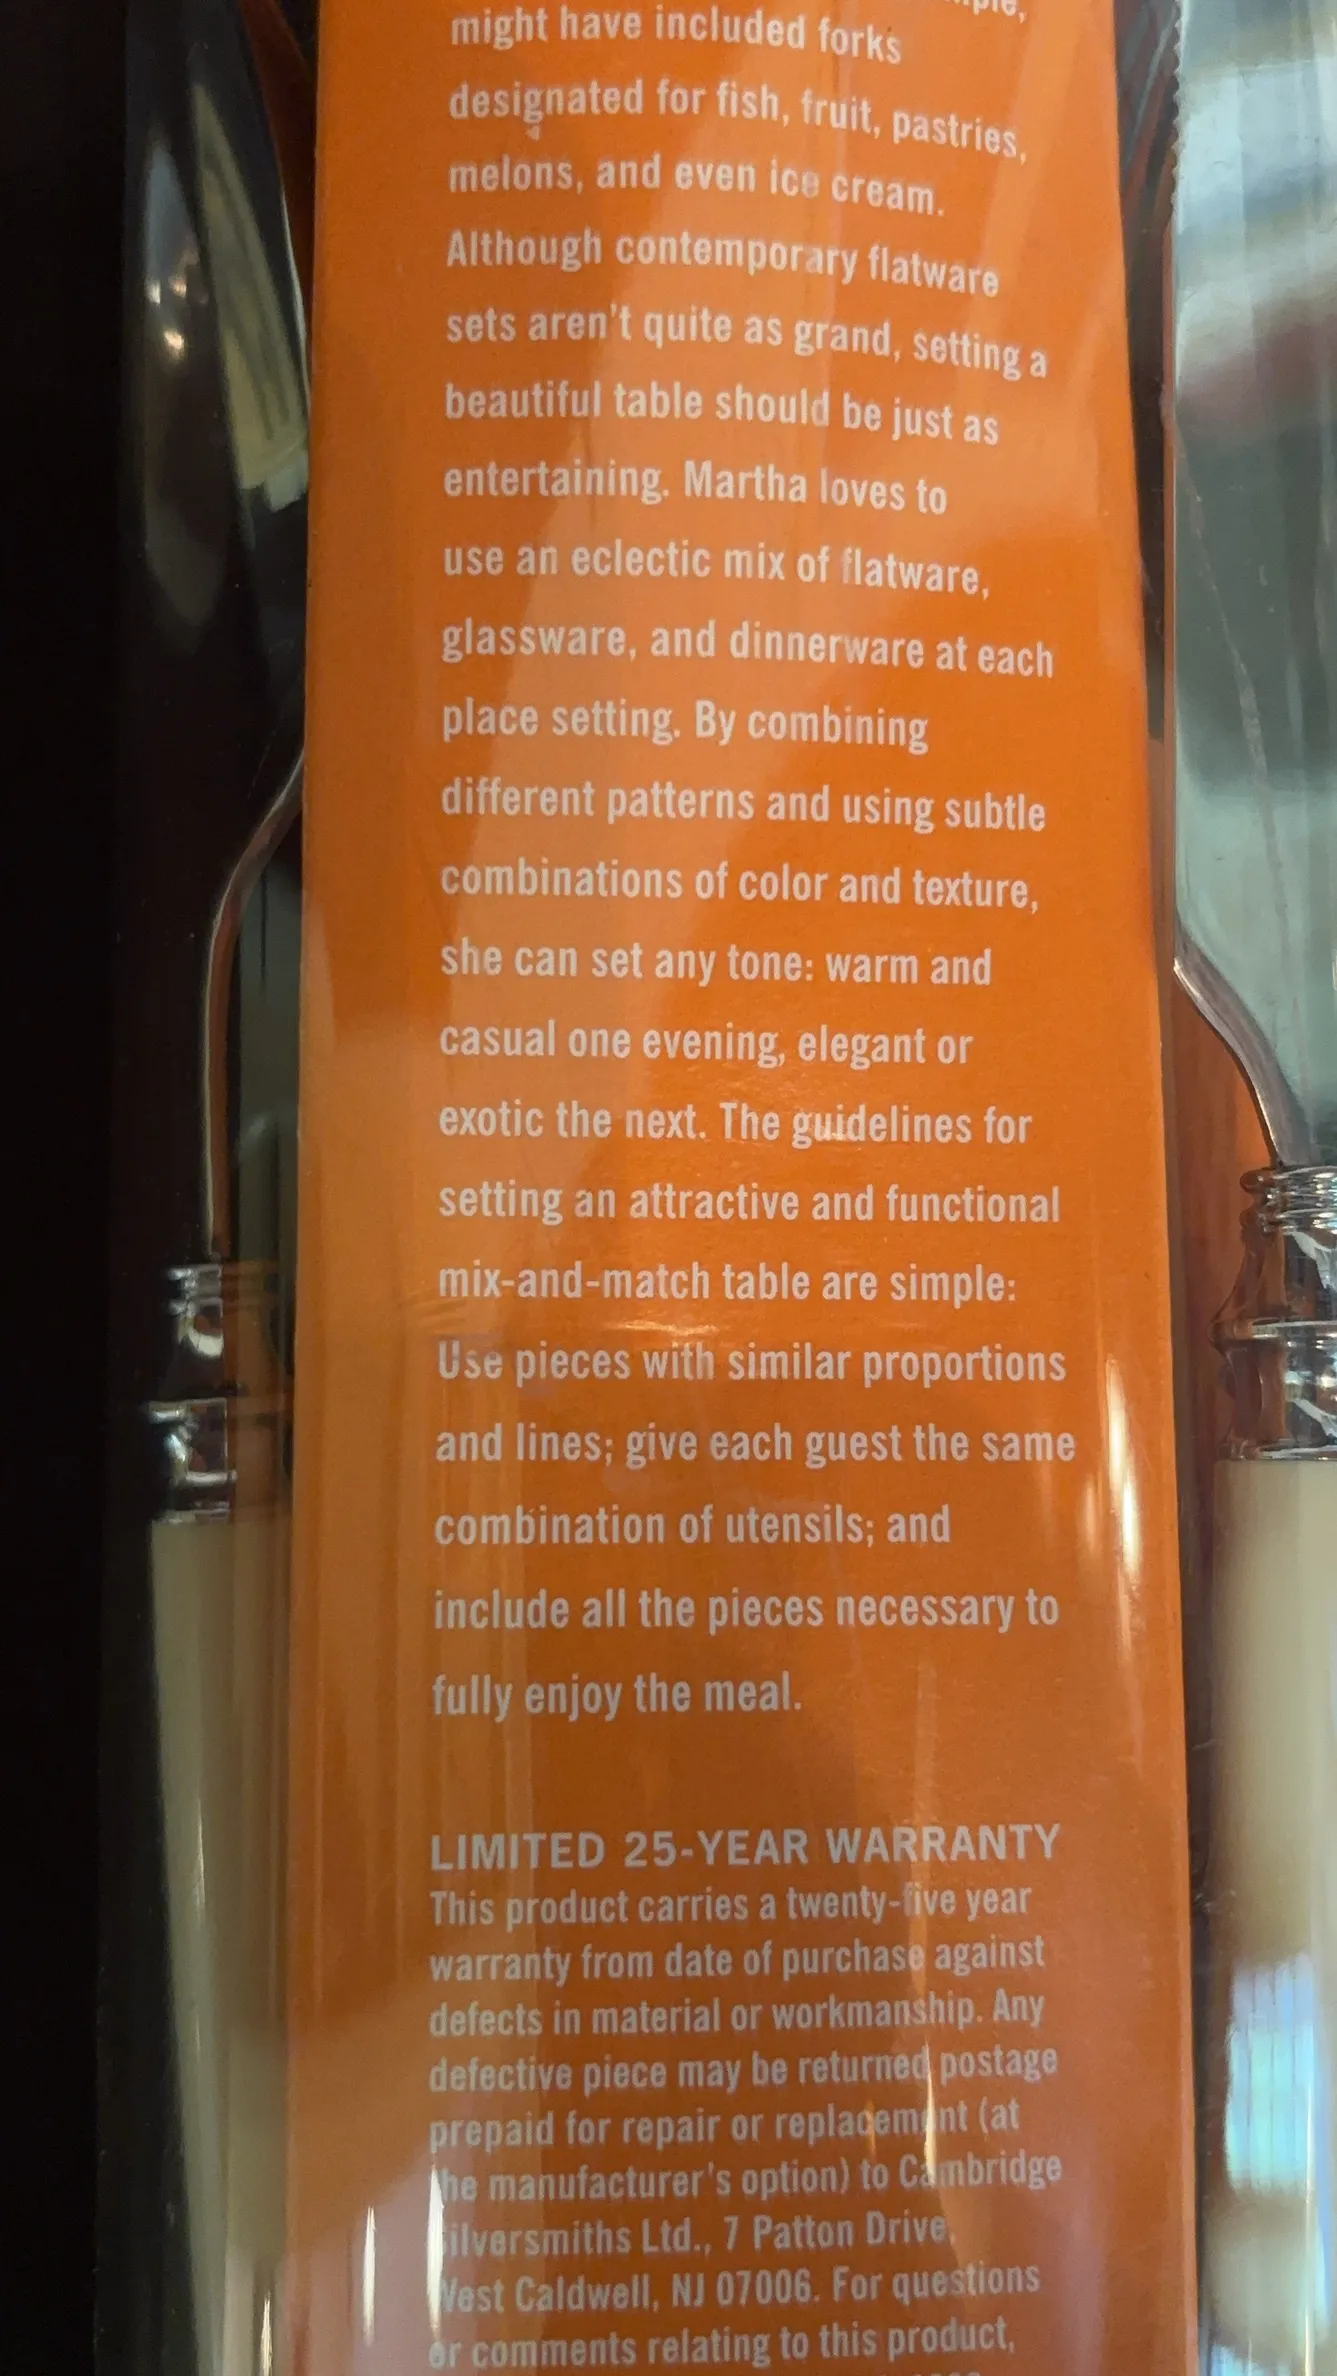 might have included forks
designated for fish, fruit, pastries,
melons, and even ice cream.
Although contemporary flatware
sets aren't quite as grand, setting a
beautiful table should be just as
entertaining. Martha loves to
use an eclectic mix of flatware,
glassware, and dinnerware at each
place setting. By combining
different patterns and using subtle
combinations of color and texture,
she can set any tone: warm and
casual one evening, elegant or
exotic the next. The guidelines for
setting an attractive and functional
mix-and-match table are simple:
Use pieces with similar proportions
and lines; give each guest the same
combination of utensils; and
include all the pieces necessary to
fully enjoy the meal.
LIMITED 25-YEAR WARRANTY
This product carries a twenty-five year
warranty from date of purchase against
defects in material or workmanship. Any
defective piece may be returned postage
prepaid for repair or replacement (at
the manufacturer's option) to Cambridge
Silversmiths Ltd., 7 Patton Drive,
West Caldwell, NJ 07006. For questions
or comments relating to this product,